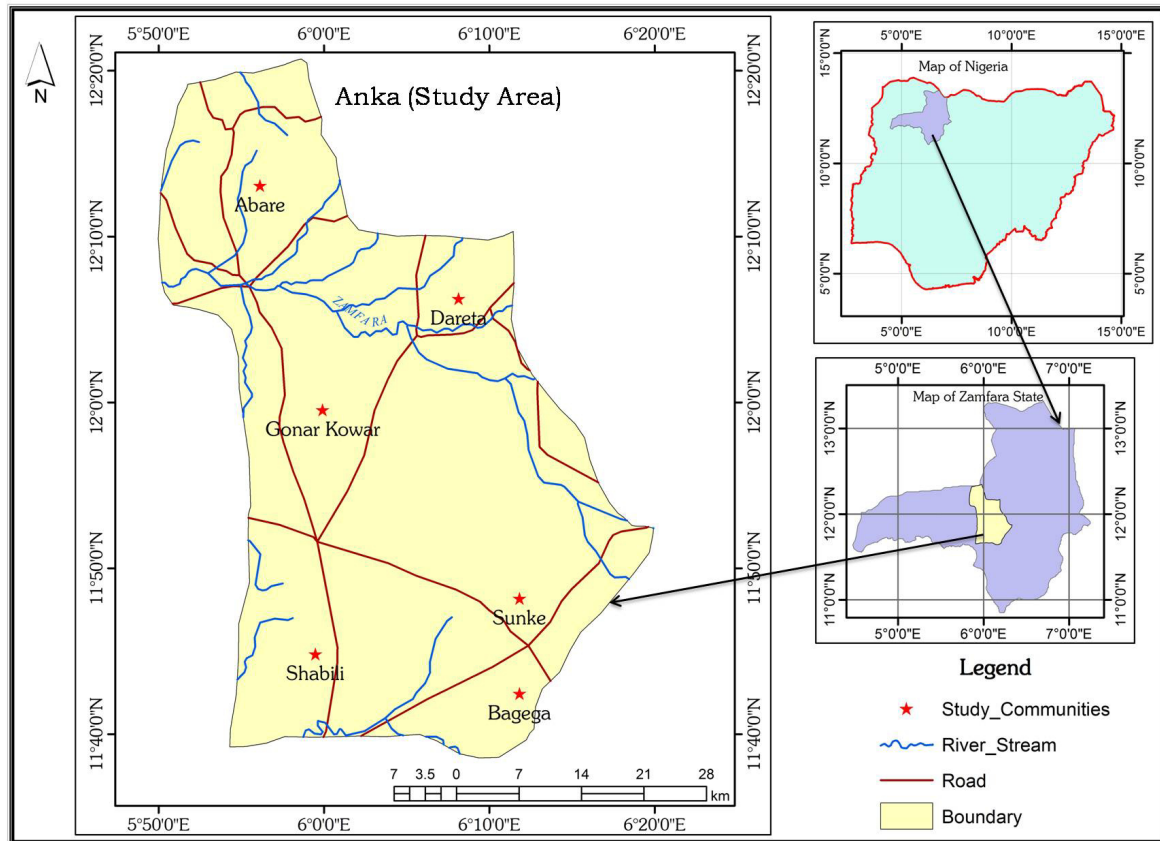 5°50'0"E 6°0'0"E 6°10'0"E 6°20'0"E
12°20'0"N
12°10'0"N
12°0'0"N
11°50'0"N
11°40'0"N
N
Anka (Study Area)
Abare
ZAMFARA
Dareta
Gonar Kowar
Sunke
Shabili
Bagega
7 3.5 0 7 14 21 28
km
12°20'0"N
12°10'0"N
12°0'0"N
11°50'0"N
11°40'0"N
5°50'0"E 6°0'0"E 6°10'0"E 6°20'0"E
5°0'0"E 10°0'0"E 15°0'0"E
Map of Nigeria
15°0'0"N
10°0'0"N
5°0'0"N
15°0'0"N
10°0'0"N
5°0'0"N
5°0'0"E 10°0'0"E 15°0'0"E
5°0'0"E 6°0'0"E 7°0'0"E
Map of Zamfara State
13°0'0"N
12°0'0"N
11°0'0"N
13°0'0"N
12°0'0"N
11°0'0"N
5°0'0"E 6°0'0"E 7°0'0"E
Legend
Study_Communities
River_Stream
Road
Boundary